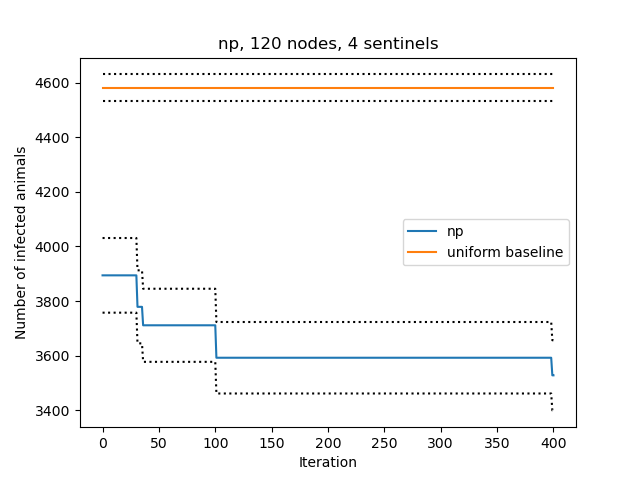 np, 120 nodes, 4 sentinels
Number of infected animals
4600
4400
4200
4000
3800
3600
3400
np
uniform baseline
0 50 100 150 200 250 300 350 400
Iteration